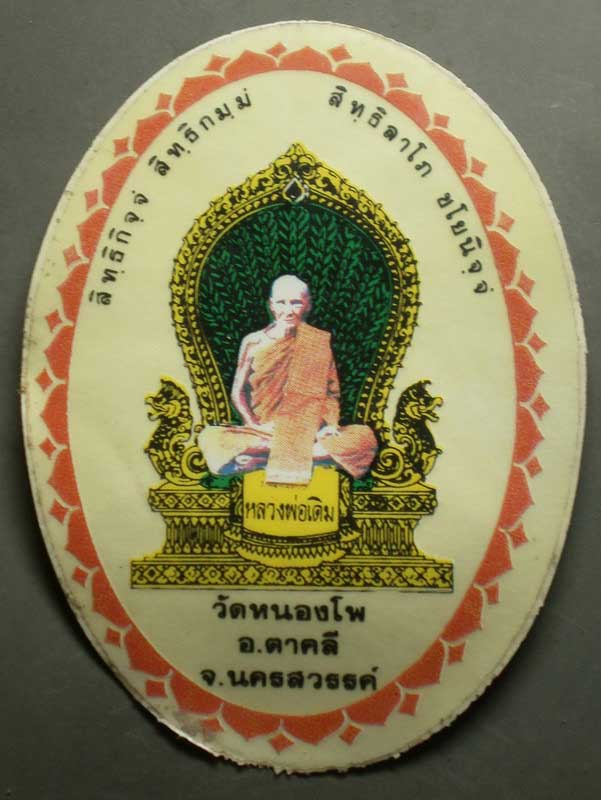 สิทฺธิกิจฺจํ สิทฺธิกมฺมํ
สิทฺธิลาโภ ชโยนิจฺจํ
หลวงพ่อเดิม
วัดหนองโพ
อ.ตาคลี
จ.นครสวรรค์